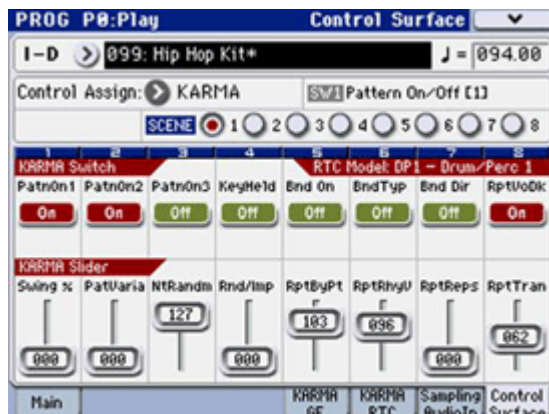 PROG P0:Play Control Surface
I-D 099: Hip Hop Kit* ♩= 094.00
Control Assign: KARMA SW1 Pattern On/Off [1]
SCENE 1 2 3 4 5 6 7 8
1 2 3 4 5 6 7 8
KARMA Switch RTC Model: DP1 - Drum/Perc 1
PatnOn1 PatnOn2 PatnOn3 KeyHeld Bnd On BndTyp Bnd Dir RptVoDk
On On Off Off Off Off Off On
KARMA Slider
Swing % PatVaria NtRandm Rnd/Imp RptByPt RptRhyV RptReps RptTran
000 000 127 000 103 096 000 062
Main KARMA GE KARMA RTC Sampling AudioIn Control Surface